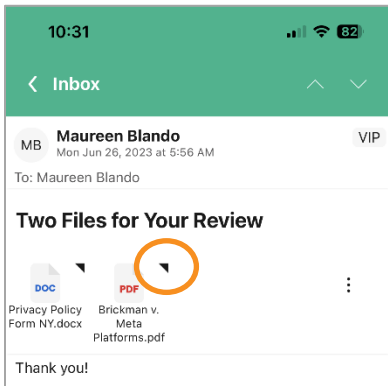 10:31
82
Inbox
MB
Maureen Blando
VIP
Mon Jun 26, 2023 at 5:56 AM
To: Maureen Blando
Two Files for Your Review
DOC
PDF
Privacy Policy
Form NY.docx
Brickman v.
Meta
Platforms.pdf
Thank you!